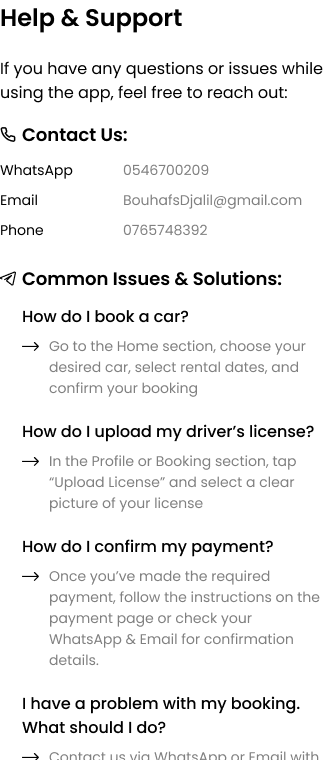 Help & Support
If you have any questions or issues while
using the app, feel free to reach out:
Contact Us:
WhatsApp 0546700209
Email BouhafsDjalil@gmail.com
Phone 0765748392
Common Issues & Solutions:
How do I book a car?
Go to the Home section, choose your
desired car, select rental dates, and
confirm your booking
How do I upload my driver’s license?
In the Profile or Booking section, tap
“Upload License” and select a clear
picture of your license
How do I confirm my payment?
Once you’ve made the required
payment, follow the instructions on the
payment page or check your
WhatsApp & Email for confirmation
details.
I have a problem with my booking.
What should I do?
Contact us via WhatsApp or Email with